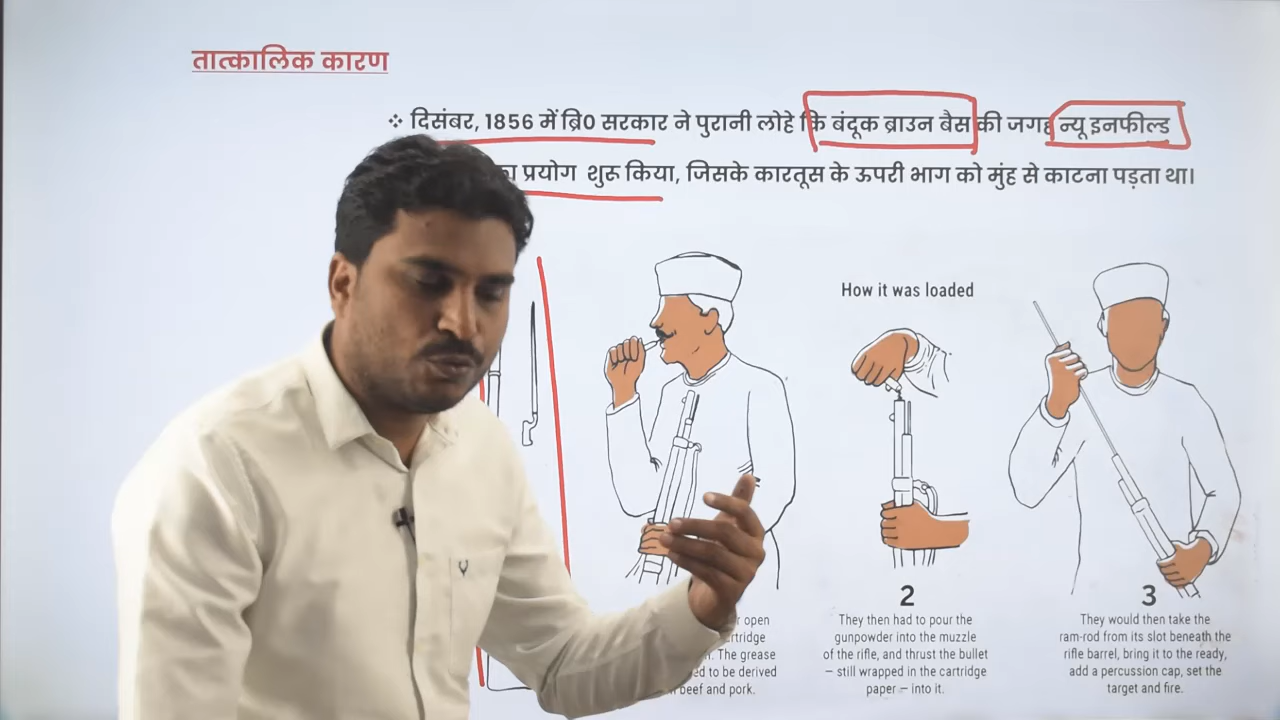 तात्कालिक कारण
❖ दिसंबर, 1856 में ब्रि0 सरकार ने पुरानी लोहे कि बंदूक ब्राउन बैस की जगह न्यू इनफील्ड
प्रयोग शुरू किया, जिसके कारतूस के ऊपरी भाग को मुंह से काटना पड़ता था।
How it was loaded
open
The grease
to be derived
beef and pork.
2
They then had to pour the
gunpowder into the muzzle
of the rifle, and thrust the bullet
– still wrapped in the cartridge
paper – into it.
3
They would then take the
ram-rod from its slot beneath the
rifle barrel, bring it to the ready,
add a percussion cap, set the
target and fire.